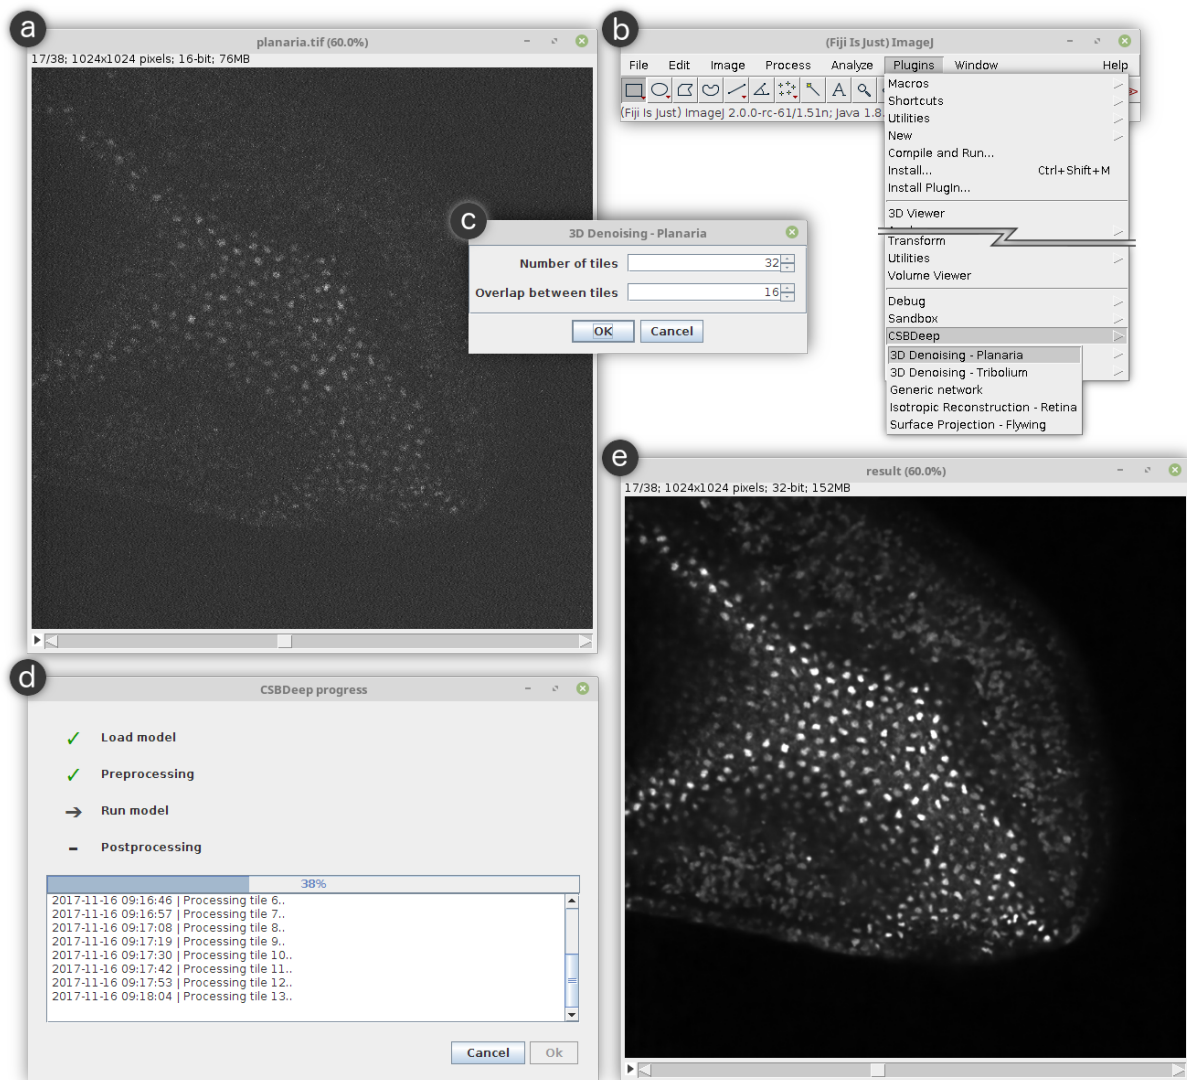 a
planaria.tif (60.0%)
17/38; 1024x1024 pixels; 16-bit; 76MB
b
(Fiji Is Just) ImageJ
File Edit Image Process Analyze Plugins Window Help
A
(Fiji Is Just) ImageJ 2.0.0-rc-61/1.51n; Java 1.8.
Macros
Shortcuts
Utilities
New
Compile and Run...
Install... Ctrl+Shift+M
Install PlugIn...
3D Viewer
Transform
Utilities
Volume Viewer
Debug
Sandbox
CSBDeep
3D Denoising - Planaria
3D Denoising - Tribolium
Generic network
Isotropic Reconstruction - Retina
Surface Projection - Flywing
c
3D Denoising - Planaria
Number of tiles 32
Overlap between tiles 16
OK Cancel
d
CSBDeep progress
Load model
Preprocessing
Run model
Postprocessing
38%
2017-11-16 09:16:46 | Processing tile 6..
2017-11-16 09:16:57 | Processing tile 7..
2017-11-16 09:17:08 | Processing tile 8..
2017-11-16 09:17:19 | Processing tile 9..
2017-11-16 09:17:30 | Processing tile 10..
2017-11-16 09:17:42 | Processing tile 11..
2017-11-16 09:17:53 | Processing tile 12..
2017-11-16 09:18:04 | Processing tile 13..
Cancel Ok
e
result (60.0%)
17/38; 1024x1024 pixels; 32-bit; 152MB